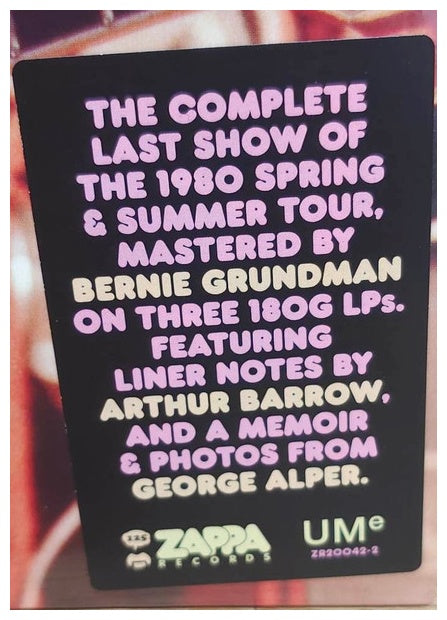 THE COMPLETE
LAST SHOW OF
THE 1980 SPRING
& SUMMER TOUR,
MASTERED BY
BERNIE GRUNDMAN
ON THREE 180G LPs.
FEATURING
LINER NOTES BY
ARTHUR BARROW,
AND A MEMOIR
& PHOTOS FROM
GEORGE ALPER.
125 ZAPPA UMe
RECORDS ZR20042-2